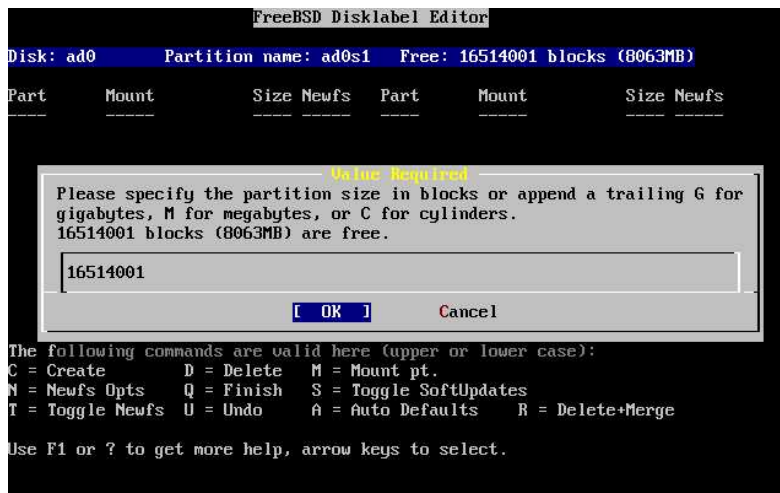 FreeBSD Disklabel Editor
Disk: ad0 Partition name: ad0s1 Free: 16514001 blocks (8063MB)
Part Mount Size Newfs Part Mount Size Newfs
---- ----- ---- ----- ---- ----- ---- -----
Value Required
Please specify the partition size in blocks or append a trailing G for
gigabytes, M for megabytes, or C for cylinders.
16514001 blocks (8063MB) are free.
16514001
[ OK ] Cancel
The following commands are valid here (upper or lower case):
C = Create D = Delete M = Mount pt.
N = Newfs Opts Q = Finish S = Toggle SoftUpdates
T = Toggle Newfs U = Undo A = Auto Defaults R = Delete+Merge
Use F1 or ? to get more help, arrow keys to select.